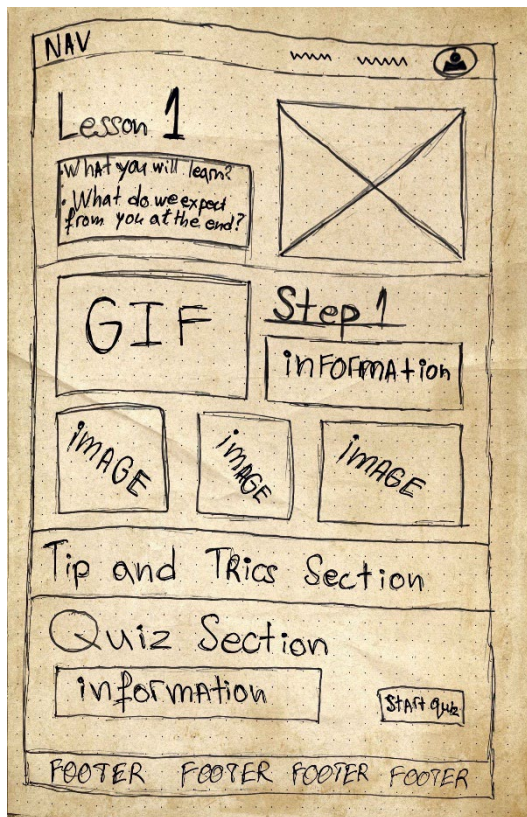 NAV
Lesson 1
• What you will learn?
• What do we expect
from you at the end?
GIF
Step 1
information
IMAGE
IMAGE
IMAGE
Tip and Trics Section
Quiz Section
information
Start quiz
FOOTER FOOTER FOOTER FOOTER